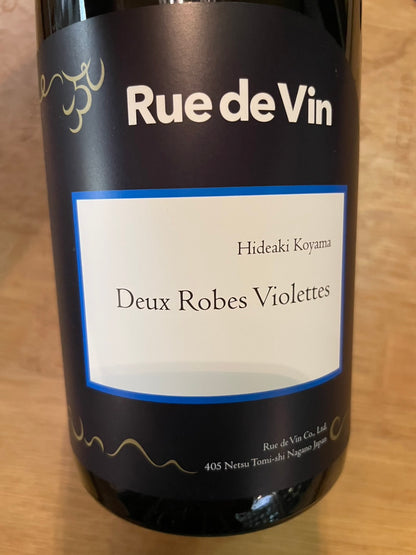 Rue de Vin
Hideaki Koyama
Deux Robes Violettes
Rue de Vin Co., Ltd.
405 Netsu Tomi-shi Nagano Japan